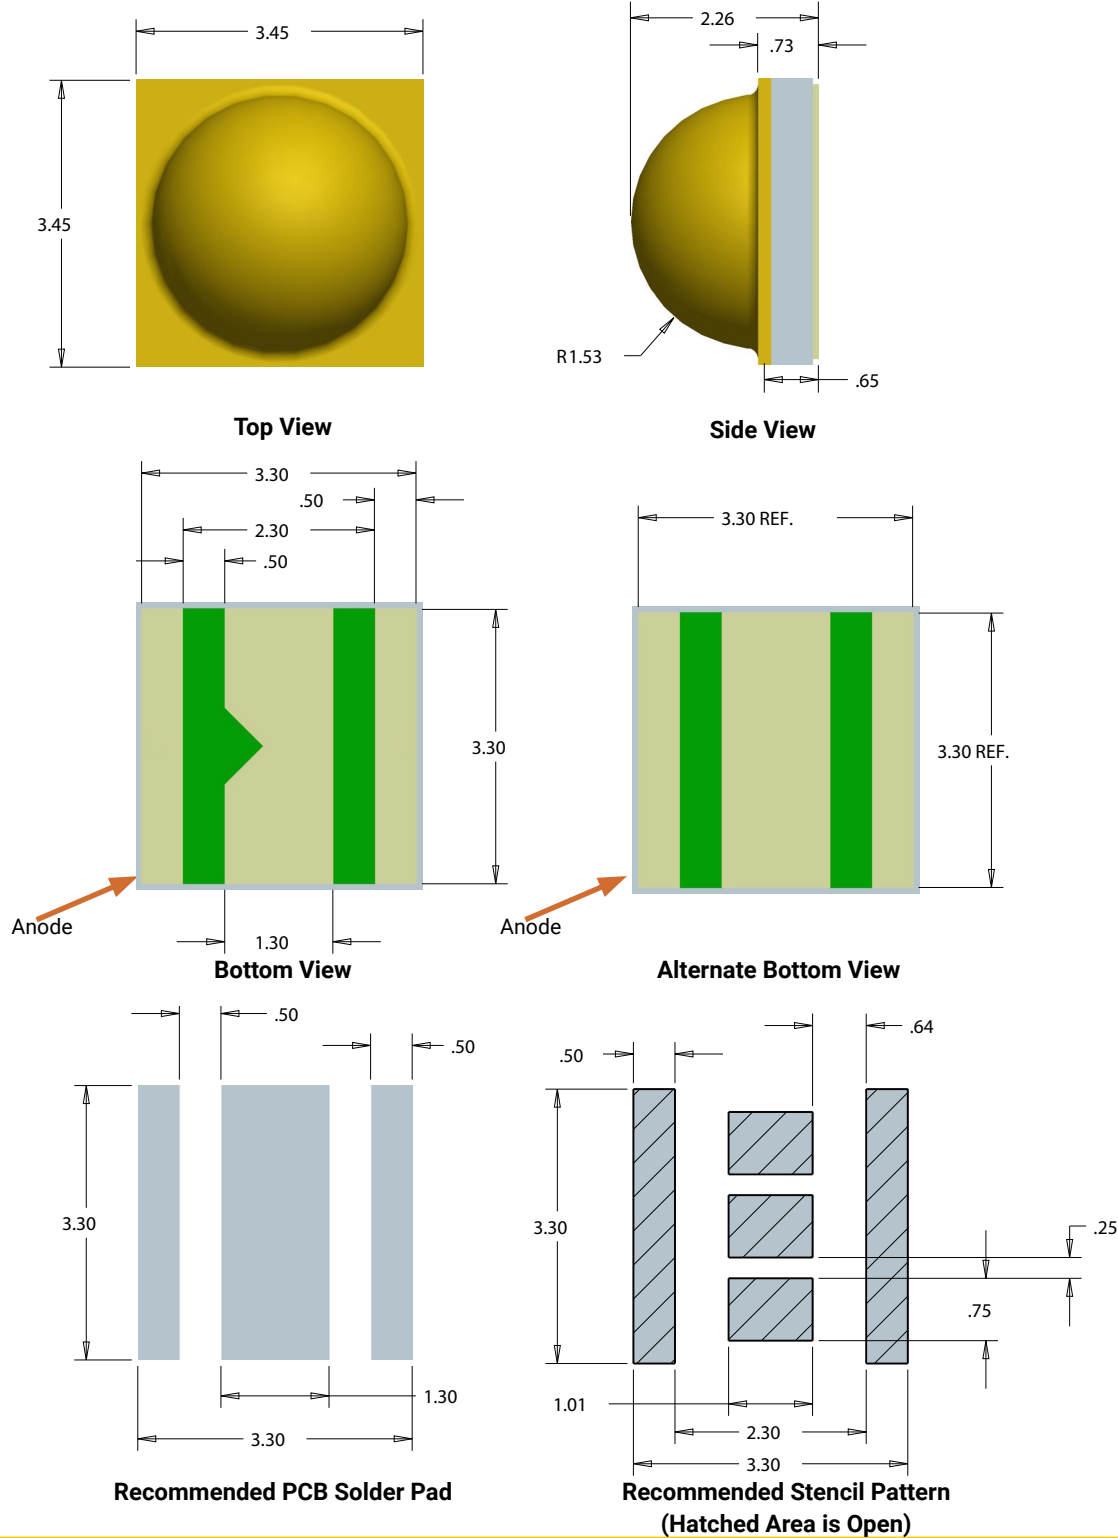 3.45
2.26
.73
3.45
R1.53
.65
Top View
Side View
3.30
.50
2.30
.50
3.30 REF.
3.30
3.30 REF.
Anode
Anode
1.30
Bottom View
Alternate Bottom View
.50
.50
.50
.64
3.30
3.30
.25
.75
1.30
1.01
3.30
2.30
3.30
Recommended PCB Solder Pad
Recommended Stencil Pattern
(Hatched Area is Open)